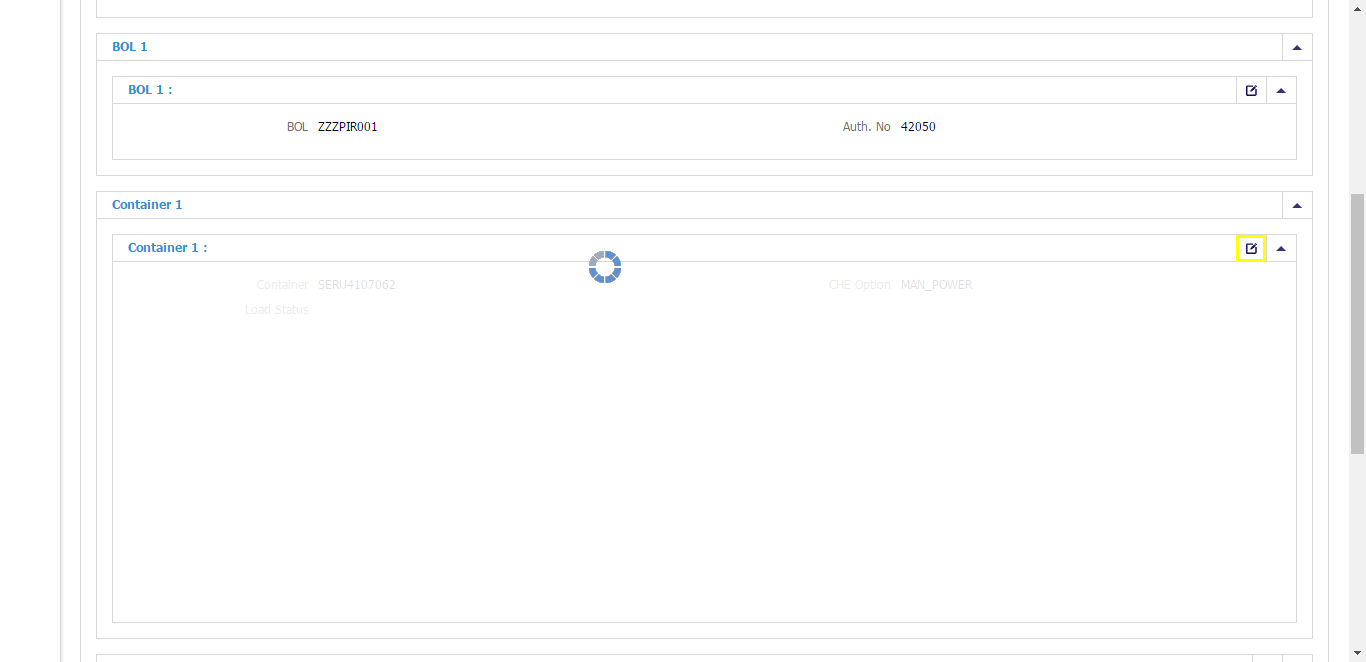 BOL 1
BOL 1 :
BOL ZZZPIR001 Auth. No 42050
Container 1
Container 1 :
Container SERU4107062 CHE Option MAN_POWER
Load Status